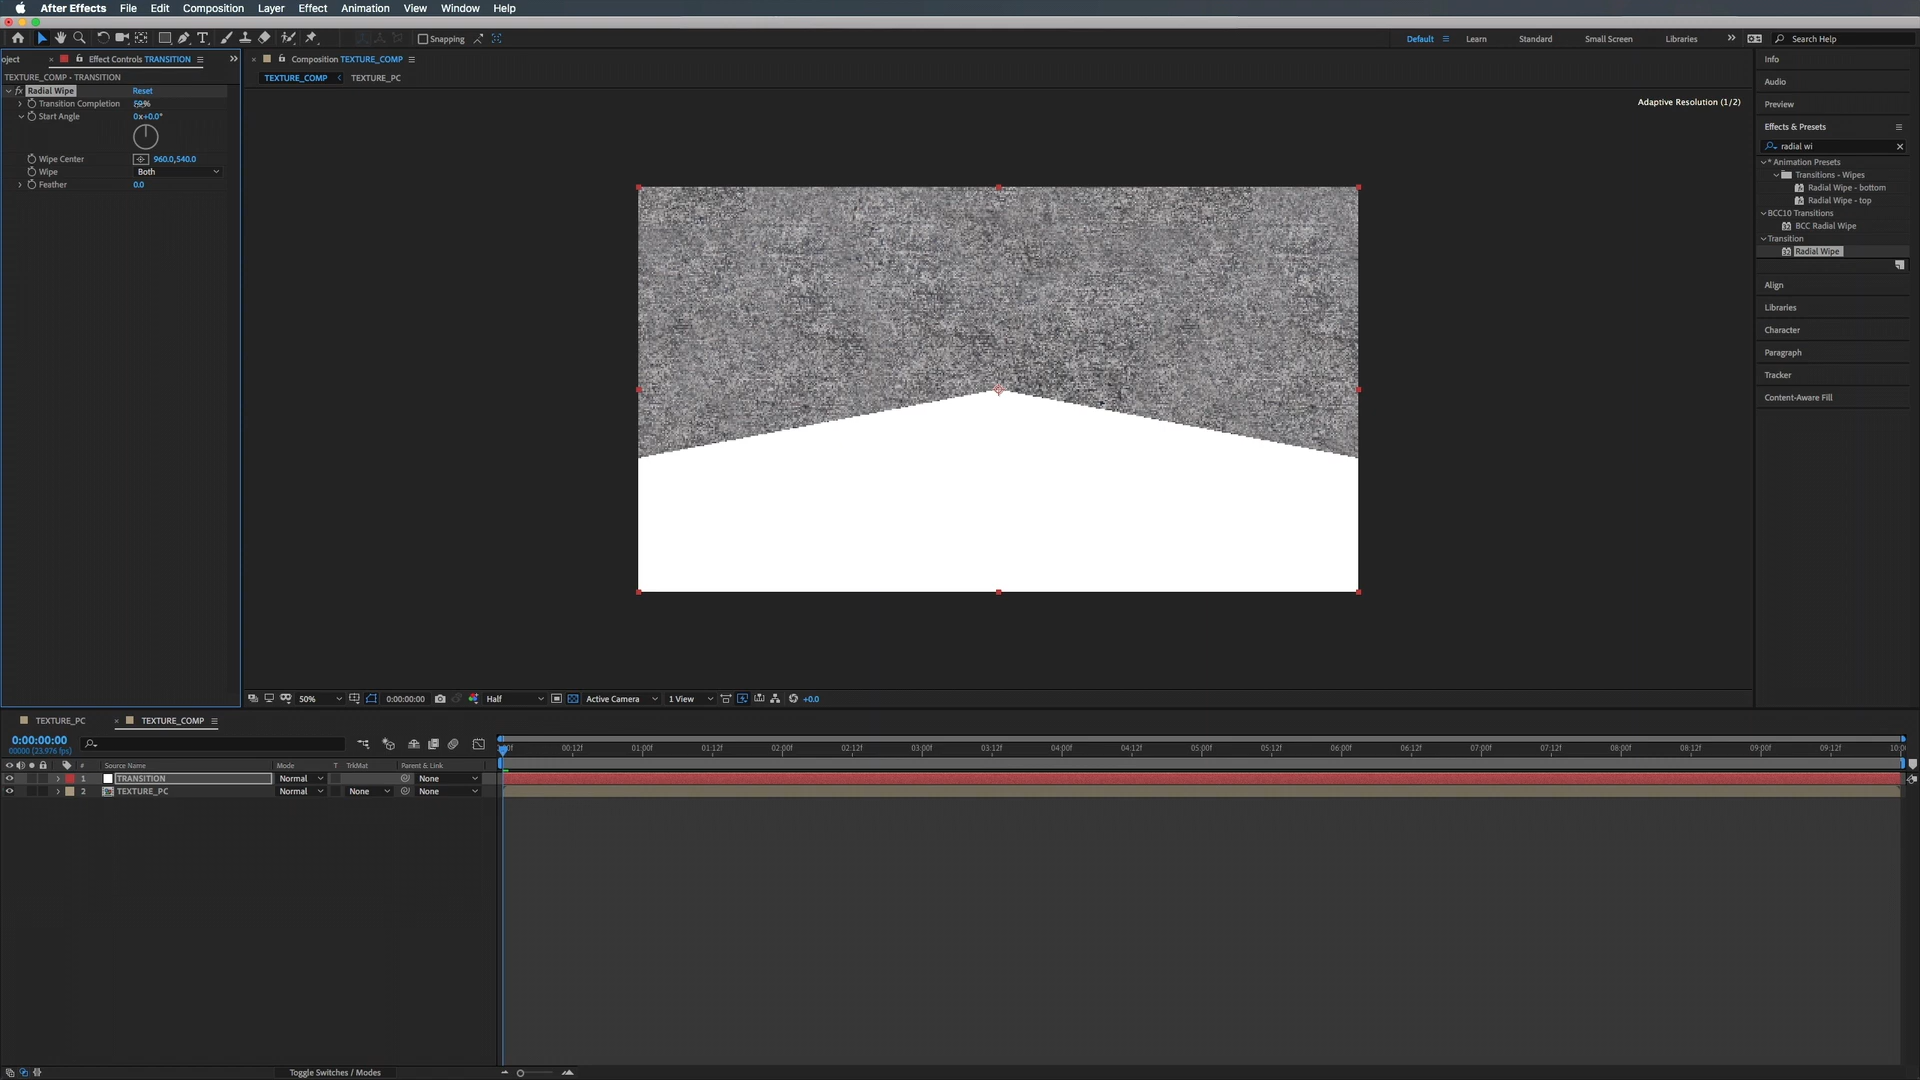 After Effects File Edit Composition Layer Effect Animation View Window Help
Snapping
Default Learn Standard Small Screen Libraries Search Help
oject Effect Controls TRANSITION
TEXTURE_COMP • TRANSITION
fx Radial Wipe Reset
Transition Completion
Start Angle 0x+0.0°
Wipe Center 960.0,540.0
Wipe Both
Feather 0.0
Composition TEXTURE_COMP
TEXTURE_COMP TEXTURE_PC
Adaptive Resolution (1/2)
50% 0:00:00:00 Half Active Camera 1 View +0.0
Info
Audio
Preview
Effects & Presets
radial wi
* Animation Presets
Transitions - Wipes
Radial Wipe - bottom
Radial Wipe - top
BCC10 Transitions
BCC Radial Wipe
Transition
Radial Wipe
Align
Libraries
Character
Paragraph
Tracker
Content-Aware Fill
TEXTURE_PC TEXTURE_COMP
0:00:00:00
00000 (23.976 fps)
# Source Name Mode T TrkMat Parent & Link
1 TRANSITION Normal None
2 TEXTURE_PC Normal None None
00:12f 01:00f 01:12f 02:00f 02:12f 03:00f 03:12f 04:00f 04:12f 05:00f 05:12f 06:00f 06:12f 07:00f 07:12f 08:00f 08:12f 09:00f 09:12f
Toggle Switches / Modes